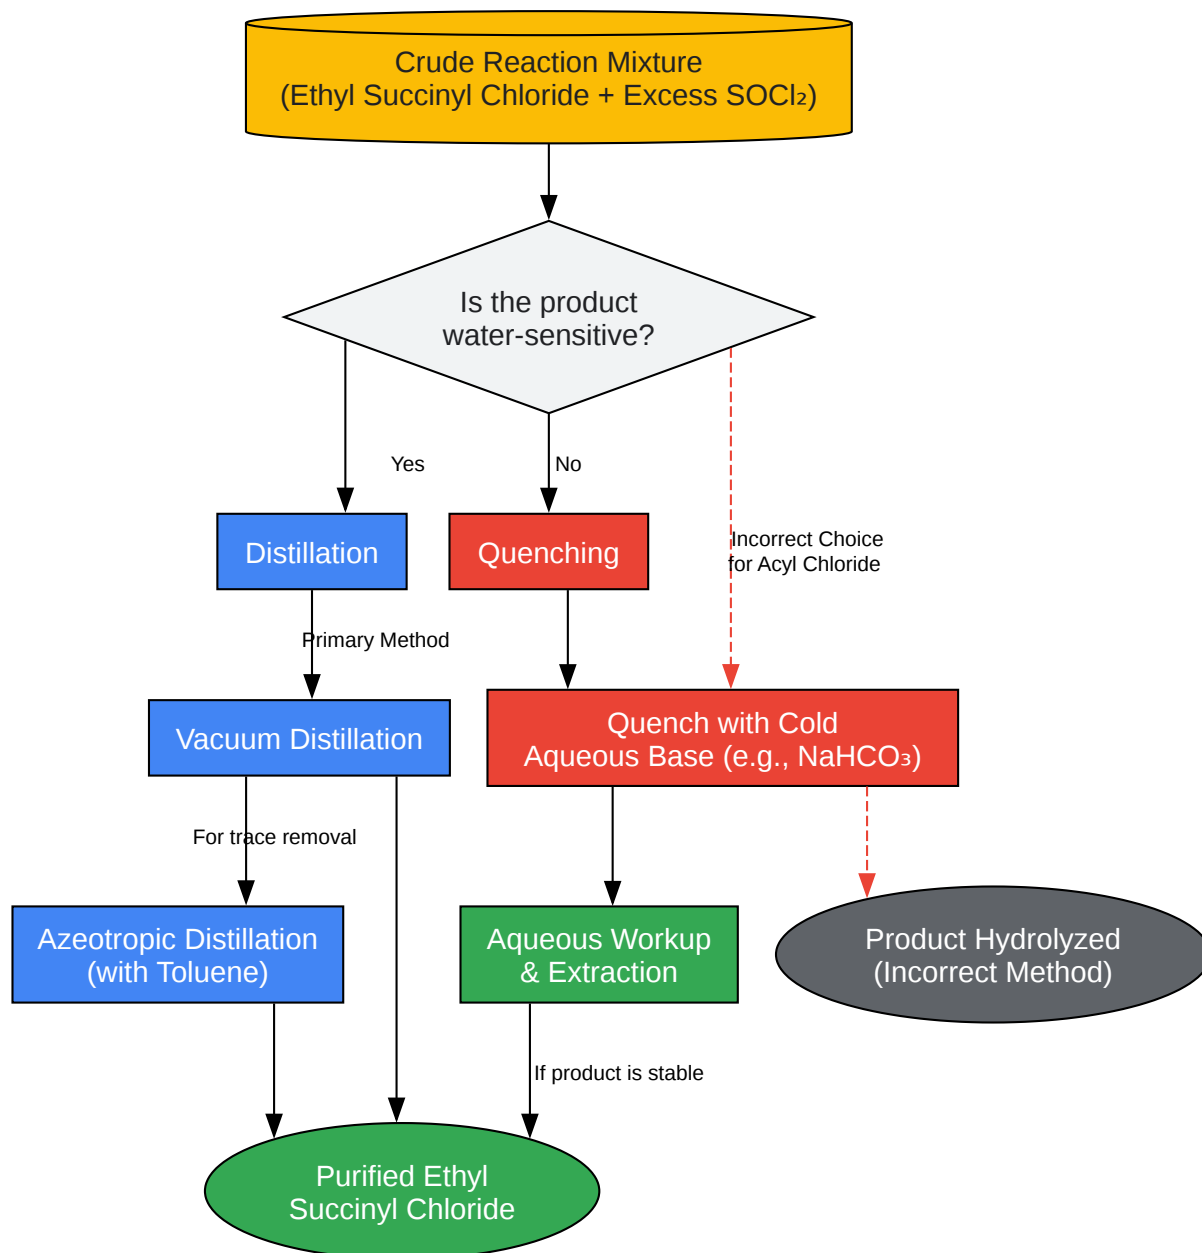 Crude Reaction Mixture
(Ethyl Succinyl Chloride + Excess SOCl₂)
Is the product
water-sensitive?
Yes
No
Distillation
Quenching
Incorrect Choice
for Acyl Chloride
Primary Method
Vacuum Distillation
Quench with Cold
Aqueous Base (e.g., NaHCO₃)
For trace removal
Azeotropic Distillation
(with Toluene)
Aqueous Workup
& Extraction
Product Hydrolyzed
(Incorrect Method)
If product is stable
Purified Ethyl
Succinyl Chloride